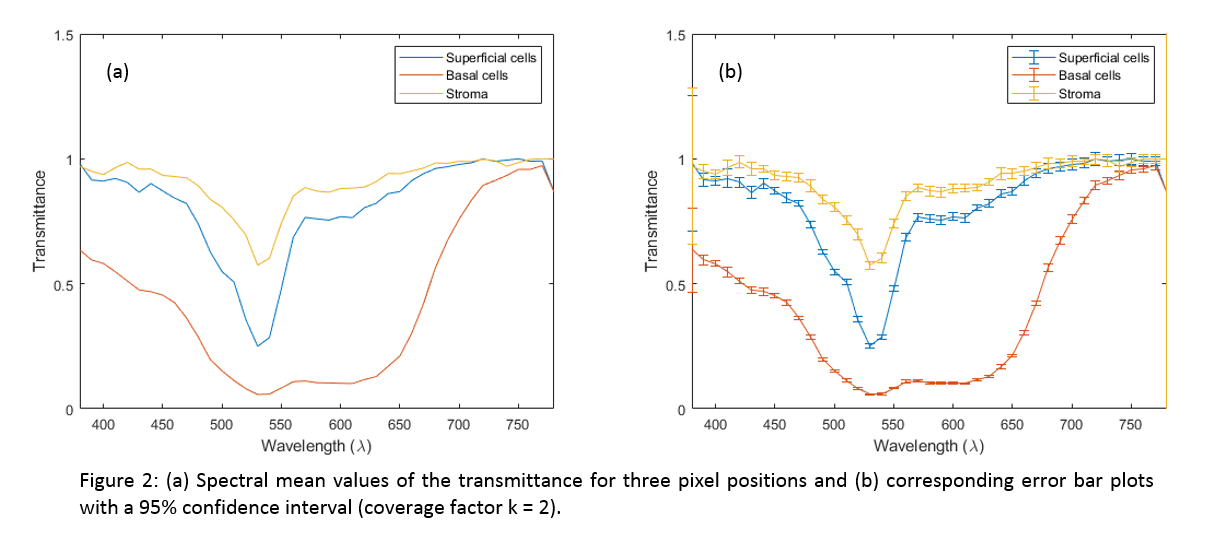 1.5
1
0.5
0
Transmittance
(a)
Superficial cells
Basal cells
Stroma
400 450 500 550 600 650 700 750
Wavelength (λ)
1.5
1
0.5
0
Transmittance
(b)
Superficial cells
Basal cells
Stroma
400 450 500 550 600 650 700 750
Wavelength (λ)
Figure 2: (a) Spectral mean values of the transmittance for three pixel positions and (b) corresponding error bar plots
with a 95% confidence interval (coverage factor k = 2).